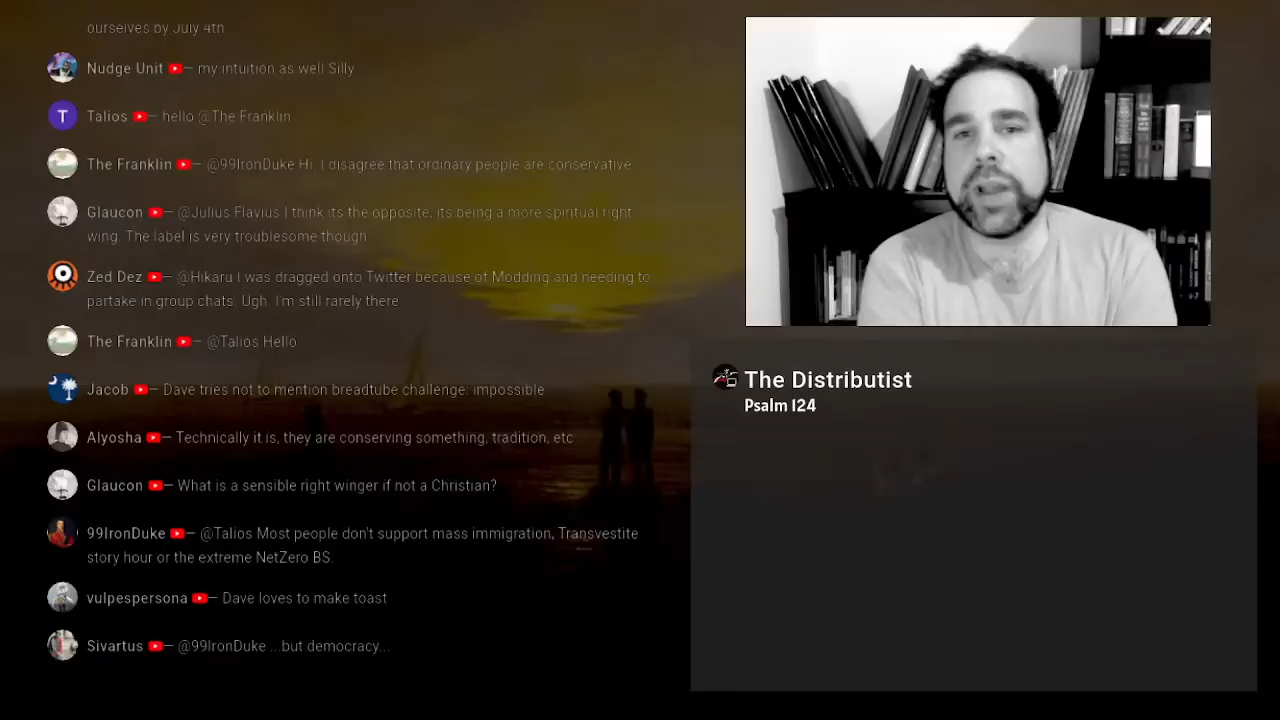 ourselves by July 4th
Nudge Unit — my intuition as well Silly
T Talios — hello @The Franklin
The Franklin — @99IronDuke Hi. I disagree that ordinary people are conservative
Glaucon — @Julius Flavius I think its the opposite, its being a more spiritual right
wing. The label is very troublesome though
Zed Dez — @Hikaru I was dragged onto Twitter because of Modding and needing to
partake in group chats. Ugh. I'm still rarely there
The Franklin — @Talios Hello
Jacob — Dave tries not to mention breadtube challenge: impossible
Alyosha — Technically it is, they are conserving something, tradition, etc
Glaucon — What is a sensible right winger if not a Christian?
99IronDuke — @Talios Most people don't support mass immigration, Transvestite
story hour or the extreme NetZero BS.
vulpespersona — Dave loves to make toast
Sivartus — @99IronDuke ...but democracy...
The Distributist
Psalm 124